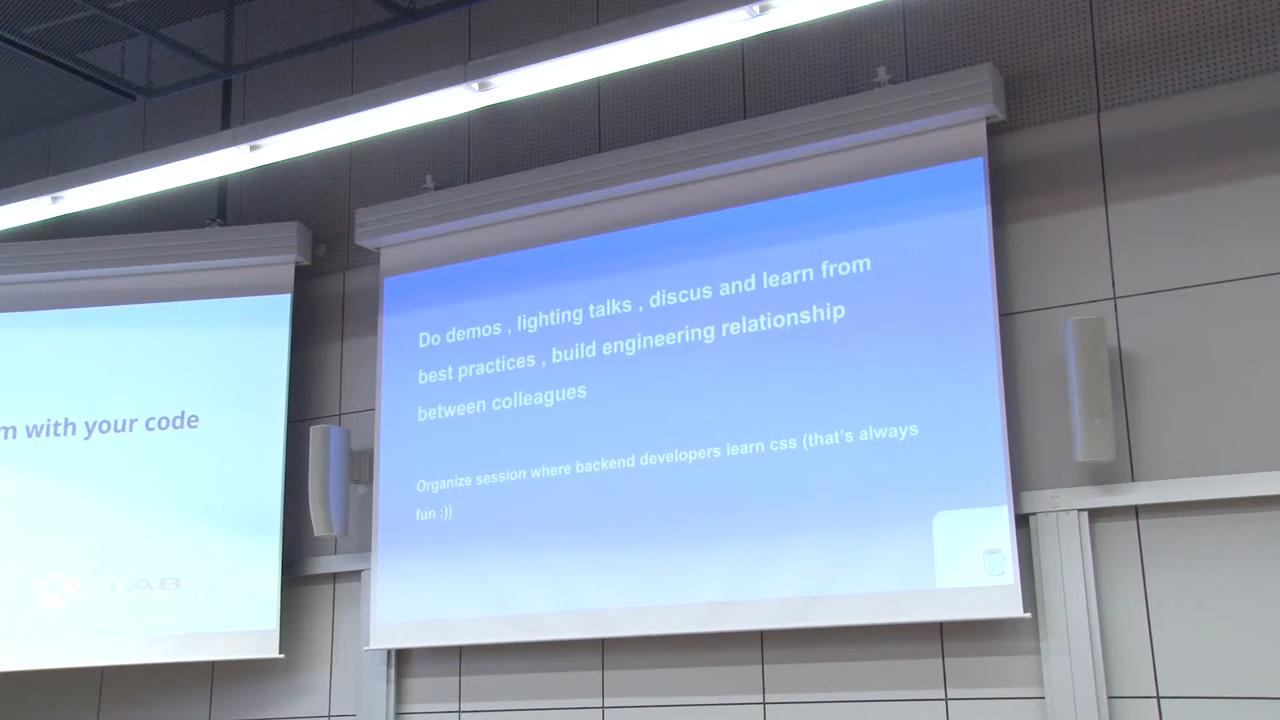 m with your code
XLAB
Do demos , lighting talks , discus and learn from
best practices , build engineering relationship
between colleagues
Organize session where backend developers learn css (that's always
fun :))